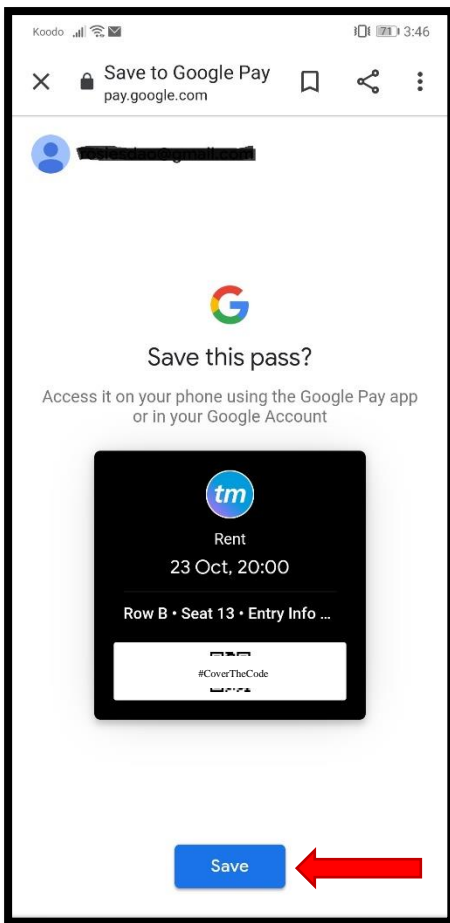 Koodo 71 3:46
Save to Google Pay
pay.google.com
G
Save this pass?
Access it on your phone using the Google Pay app
or in your Google Account
tm
Rent
23 Oct, 20:00
Row B • Seat 13 • Entry Info ...
#CoverTheCode
Save